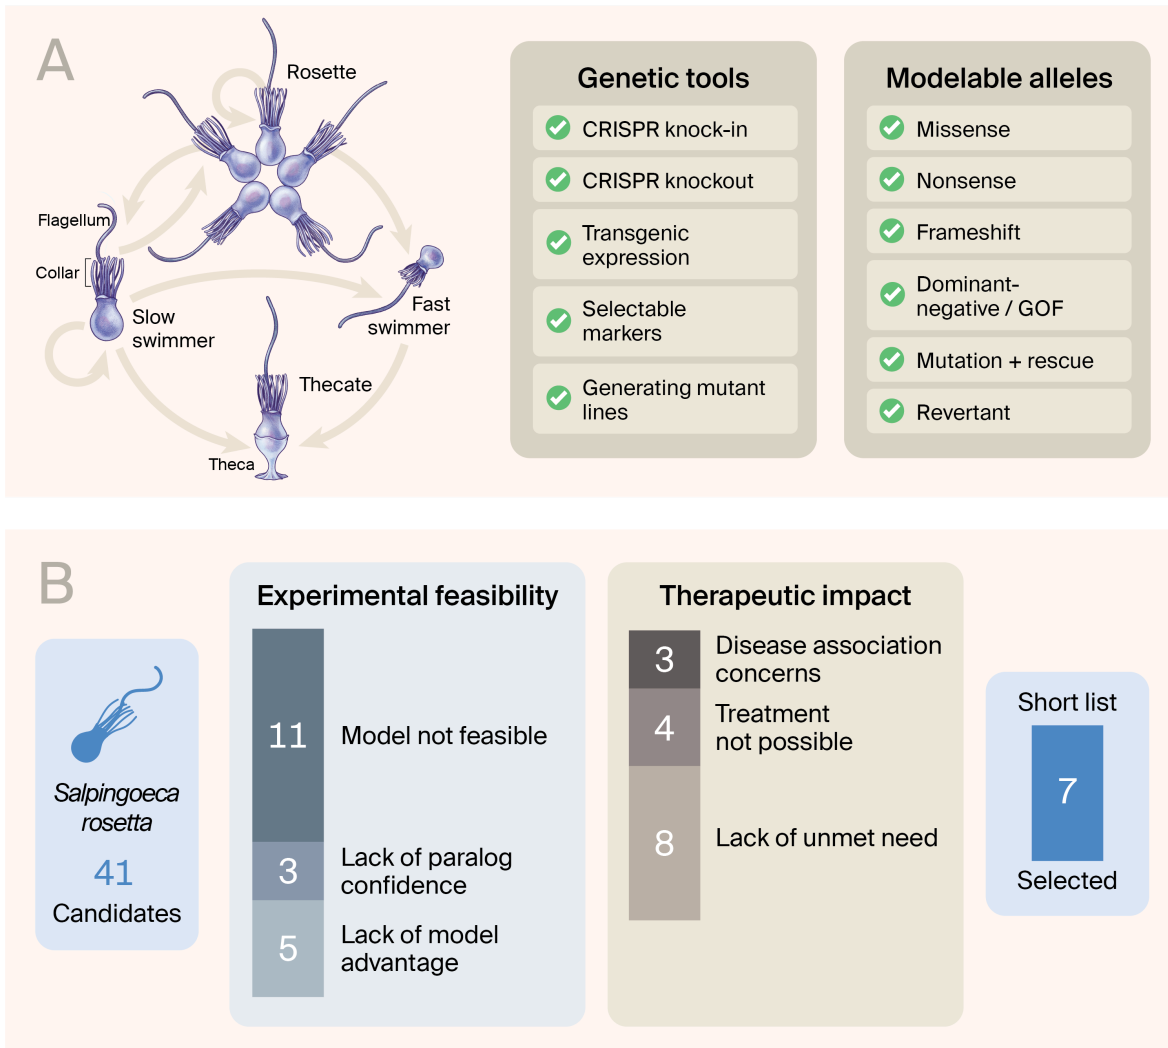 A
Rosette
Flagellum
Collar
Slow
swimmer
Fast
swimmer
Thecate
Theca
Genetic tools
CRISPR knock-in
CRISPR knockout
Transgenic
expression
Selectable
markers
Generating mutant
lines
Modelable alleles
Missense
Nonsense
Frameshift
Dominant-
negative / GOF
Mutation + rescue
Revertant
B
Salpingoeca
rosetta
41
Candidates
Experimental feasibility
11
Model not feasible
3
Lack of paralog
confidence
5
Lack of model
advantage
Therapeutic impact
3
Disease association
concerns
4
Treatment
not possible
8
Lack of unmet need
Short list
7
Selected